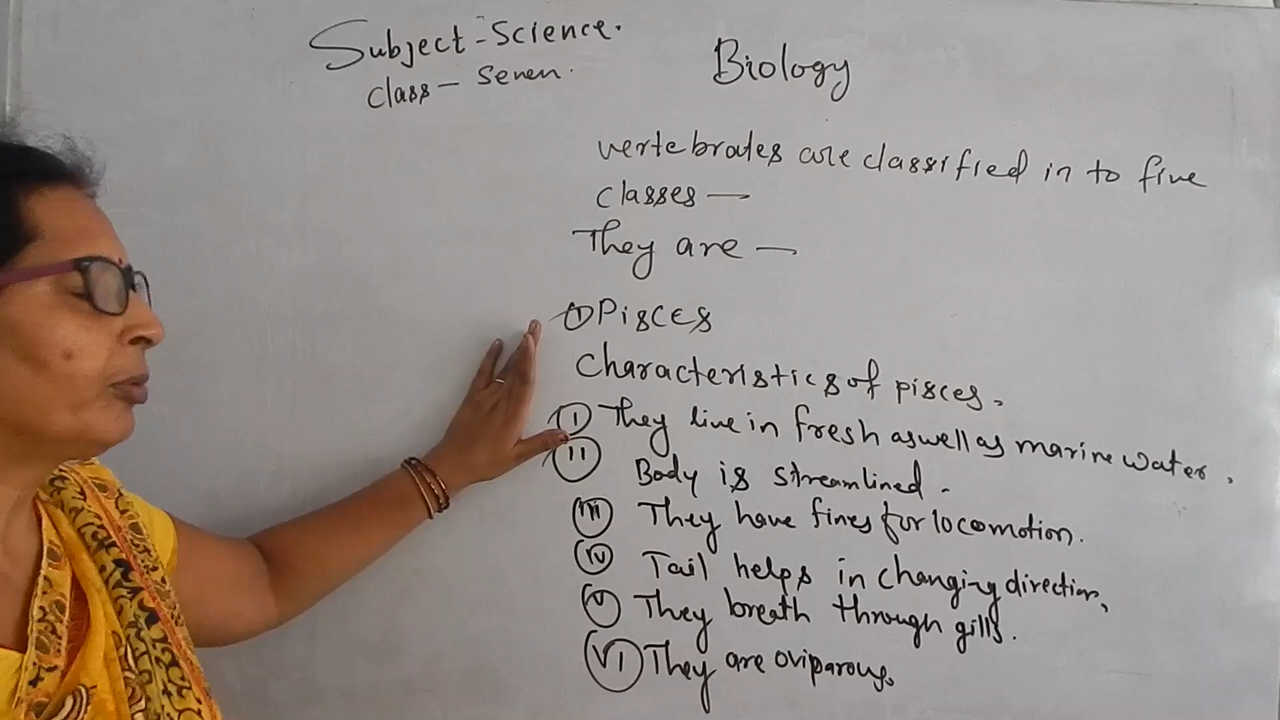 Subject - Science.
class - Seven.
Biology
vertebrates are classified in to five
classes —
They are —
① Pisces
characteristics of pisces.
(i) They live in fresh aswell as marine water.
(ii) Body is streamlined.
(iii) They have fines for locomotion.
(iv) Tail helps in changing direction,
(v) They breath through gills.
(vi) They are oviparous.